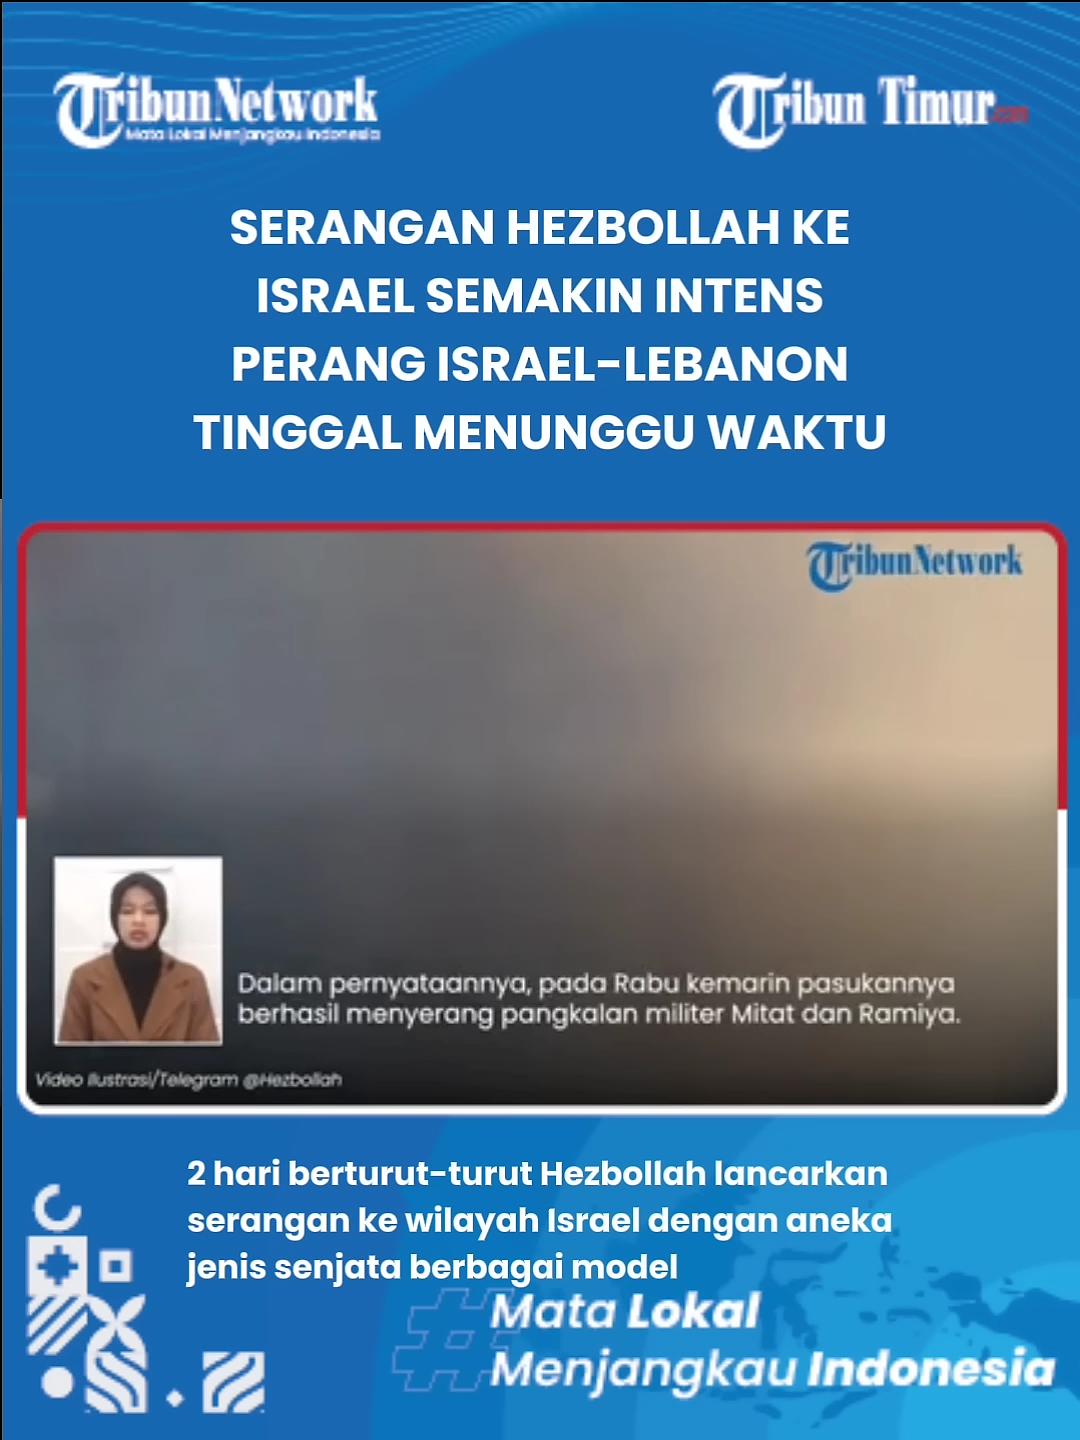 TribunNetwork
Mata Lokal Menjangkau Indonesia
Tribun Timur.com
SERANGAN HEZBOLLAH KE
ISRAEL SEMAKIN INTENS
PERANG ISRAEL-LEBANON
TINGGAL MENUNGGU WAKTU
TribunNetwork
Dalam pernyataannya, pada Rabu kemarin pasukannya
berhasil menyerang pangkalan militer Mitat dan Ramiya.
Video Ilustrasi/Telegram @Hezbollah
2 hari berturut-turut Hezbollah lancarkan
serangan ke wilayah Israel dengan aneka
jenis senjata berbagai model
#Mata Lokal
Menjangkau Indonesia